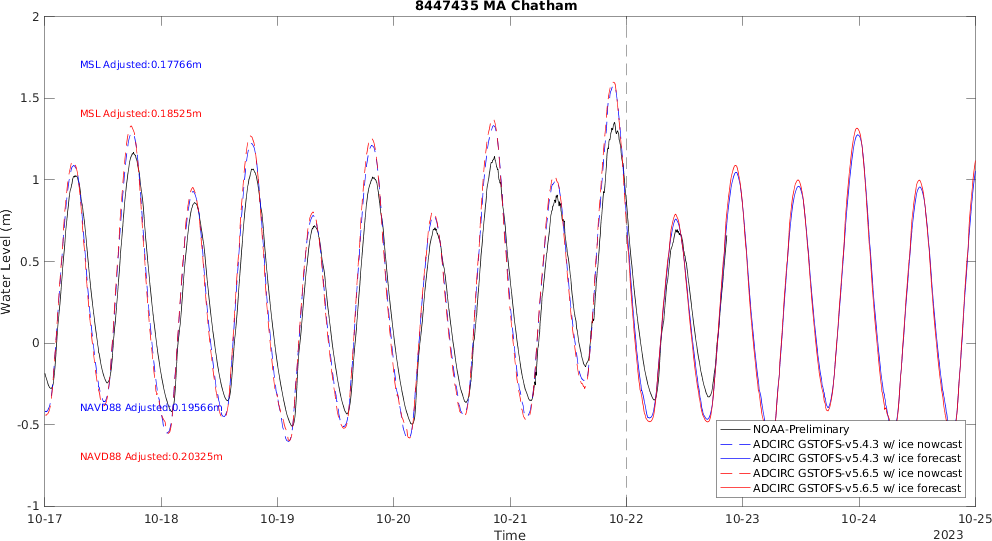 8447435 MA Chatham
2
MSL Adjusted:0.17766m
1.5
MSL Adjusted:0.18525m
1
0.5
Water Level (m)
0
NAVD88 Adjusted:0.19566m
-0.5
NAVD88 Adjusted:0.20325m
-1
NOAA-Preliminary
ADCIRC GSTOFS-v5.4.3 w/ ice nowcast
ADCIRC GSTOFS-v5.4.3 w/ ice forecast
ADCIRC GSTOFS-v5.6.5 w/ ice nowcast
ADCIRC GSTOFS-v5.6.5 w/ ice forecast
10-17 10-18 10-19 10-20 10-21 10-22 10-23 10-24 10-25
Time
2023